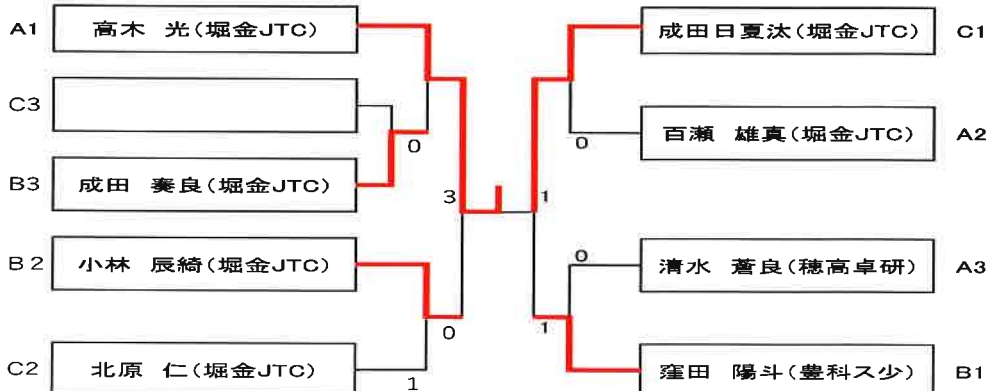 A1 高木 光(堀金JTC)
C3
B3 成田 奏良(堀金JTC)
B2 小林 辰綺(堀金JTC)
C2 北原 仁(堀金JTC)
0
3
0
1
成田日夏汰(堀金JTC) C1
百瀬 雄真(堀金JTC) A2
清水 蒼良(穂高卓研) A3
窪田 陽斗(豊科ス少) B1
0
1
0
1